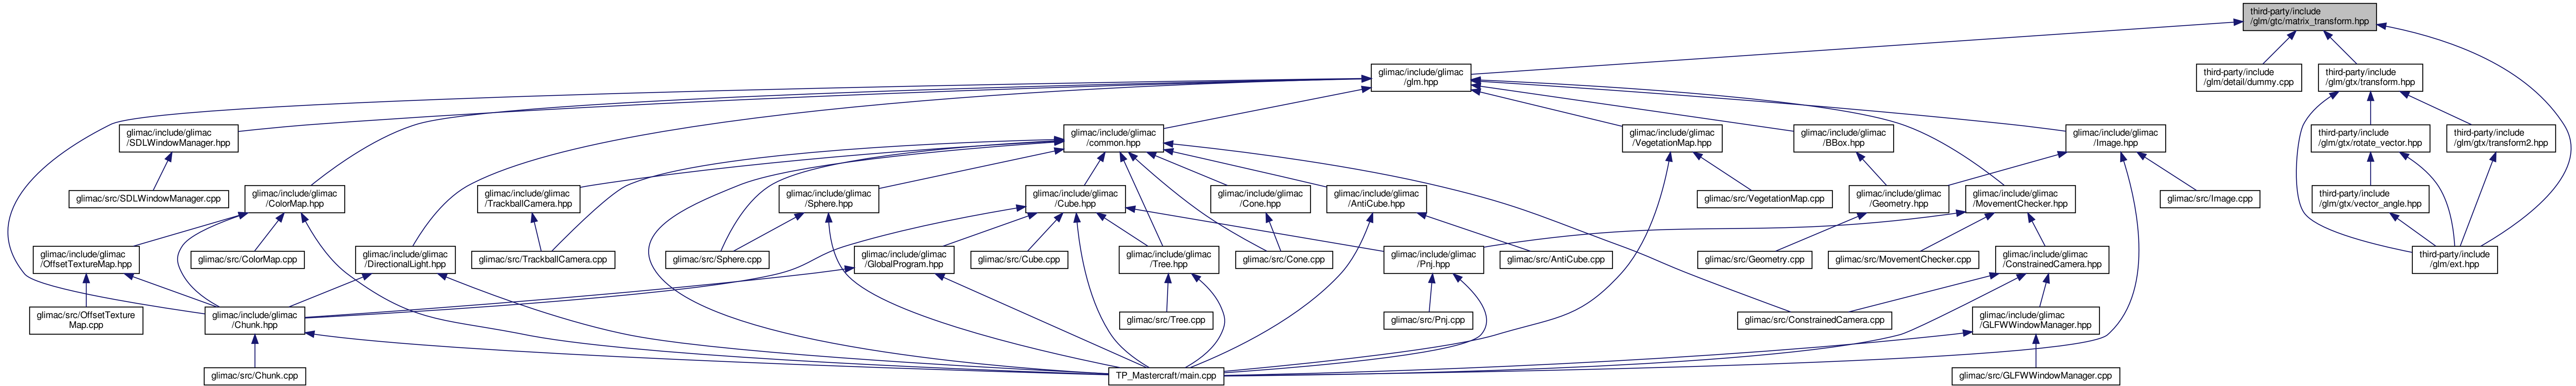 third-party/include
/glm/gtc/matrix_transform.hpp
glimac/include/glimac
/glm.hpp
third-party/include
/glm/detail/dummy.cpp
third-party/include
/glm/gtx/transform.hpp
glimac/include/glimac
/SDLWindowManager.hpp
glimac/include/glimac
/common.hpp
glimac/include/glimac
/VegetationMap.hpp
glimac/include/glimac
/BBox.hpp
glimac/include/glimac
/Image.hpp
third-party/include
/glm/gtx/rotate_vector.hpp
third-party/include
/glm/gtx/transform2.hpp
glimac/src/SDLWindowManager.cpp
glimac/include/glimac
/ColorMap.hpp
glimac/include/glimac
/TrackballCamera.hpp
glimac/include/glimac
/Sphere.hpp
glimac/include/glimac
/Cube.hpp
glimac/include/glimac
/Cone.hpp
glimac/include/glimac
/AntiCube.hpp
glimac/src/VegetationMap.cpp
glimac/include/glimac
/Geometry.hpp
glimac/include/glimac
/MovementChecker.hpp
glimac/src/Image.cpp
third-party/include
/glm/gtx/vector_angle.hpp
glimac/include/glimac
/OffsetTextureMap.hpp
glimac/src/ColorMap.cpp
glimac/include/glimac
/DirectionalLight.hpp
glimac/src/TrackballCamera.cpp
glimac/src/Sphere.cpp
glimac/include/glimac
/GlobalProgram.hpp
glimac/src/Cube.cpp
glimac/include/glimac
/Tree.hpp
glimac/src/Cone.cpp
glimac/include/glimac
/Pnj.hpp
glimac/src/AntiCube.cpp
glimac/src/Geometry.cpp
glimac/src/MovementChecker.cpp
glimac/include/glimac
/ConstrainedCamera.hpp
third-party/include
/glm/ext.hpp
glimac/src/OffsetTexture
Map.cpp
glimac/include/glimac
/Chunk.hpp
glimac/src/Tree.cpp
glimac/src/Pnj.cpp
glimac/src/ConstrainedCamera.cpp
glimac/include/glimac
/GLFWWindowManager.hpp
glimac/src/Chunk.cpp
TP_Mastercraft/main.cpp
glimac/src/GLFWWindowManager.cpp